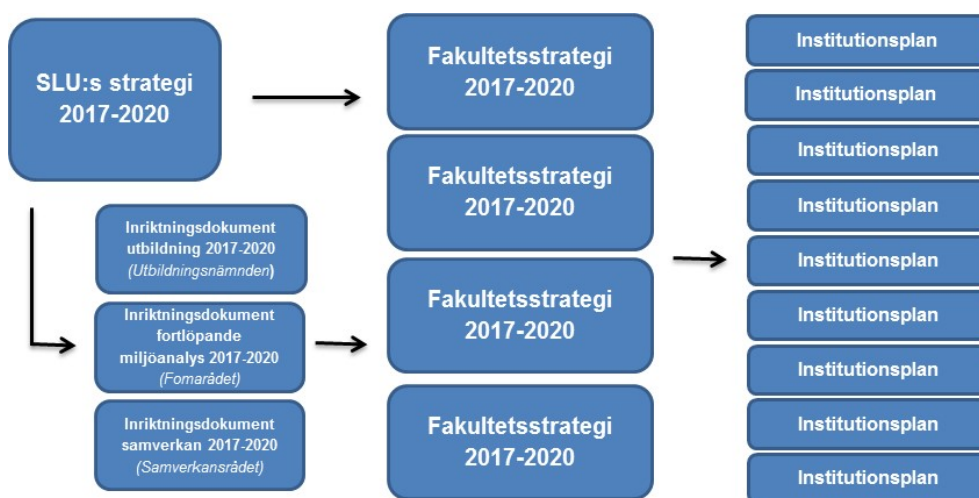 SLU:s strategi
2017-2020
Inriktningsdokument
utbildning 2017-2020
(Utbildningsnämnden)
Inriktningsdokument
fortlöpande
miljöanalys 2017-2020
(Fomarådet)
Inriktningsdokument
samverkan 2017-2020
(Samverkansrådet)
Fakultetsstrategi
2017-2020
Fakultetsstrategi
2017-2020
Fakultetsstrategi
2017-2020
Fakultetsstrategi
2017-2020
Institutionsplan
Institutionsplan
Institutionsplan
Institutionsplan
Institutionsplan
Institutionsplan
Institutionsplan
Institutionsplan
Institutionsplan